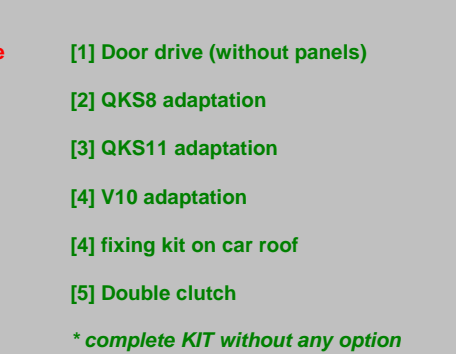 e [1] Door drive (without panels)
[2] QKS8 adaptation
[3] QKS11 adaptation
[4] V10 adaptation
[4] fixing kit on car roof
[5] Double clutch
* complete KIT without any option